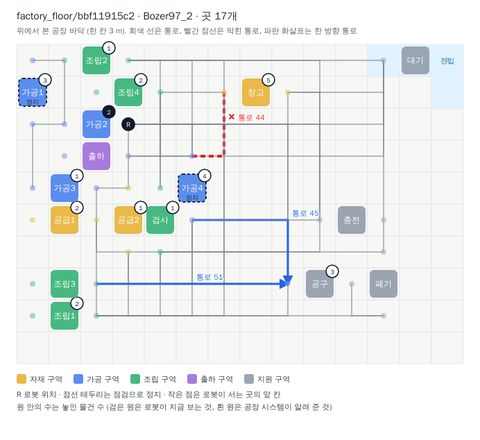 factory_floor/bbf11915c2 · Bozer97_2 · 곳 17개
위에서 본 공장 바닥 (한 칸 3 m). 회색 선은 통로, 빨간 점선은 막힌 통로, 파란 화살표는 한 방향 통로
조립2 1
대기
전립
가공1 3
정지
조립4 2
창고 5
가공2 2
R
✖ 통로 44
출하
가공3 1
가공4 4
정지
공급1 2
공급2 1
검사 1
통로 45
충전
통로 51
조립3
공구 3
폐기
조립1 2
자재 구역
가공 구역
조립 구역
출하 구역
지원 구역
R 로봇 위치 · 점선 테두리는 점검으로 정지 · 작은 점은 로봇이 서는 곳의 앞 칸
원 안의 수는 놓인 물건 수 (검은 원은 로봇이 지금 보는 것, 흰 원은 공장 시스템이 알려 준 것)